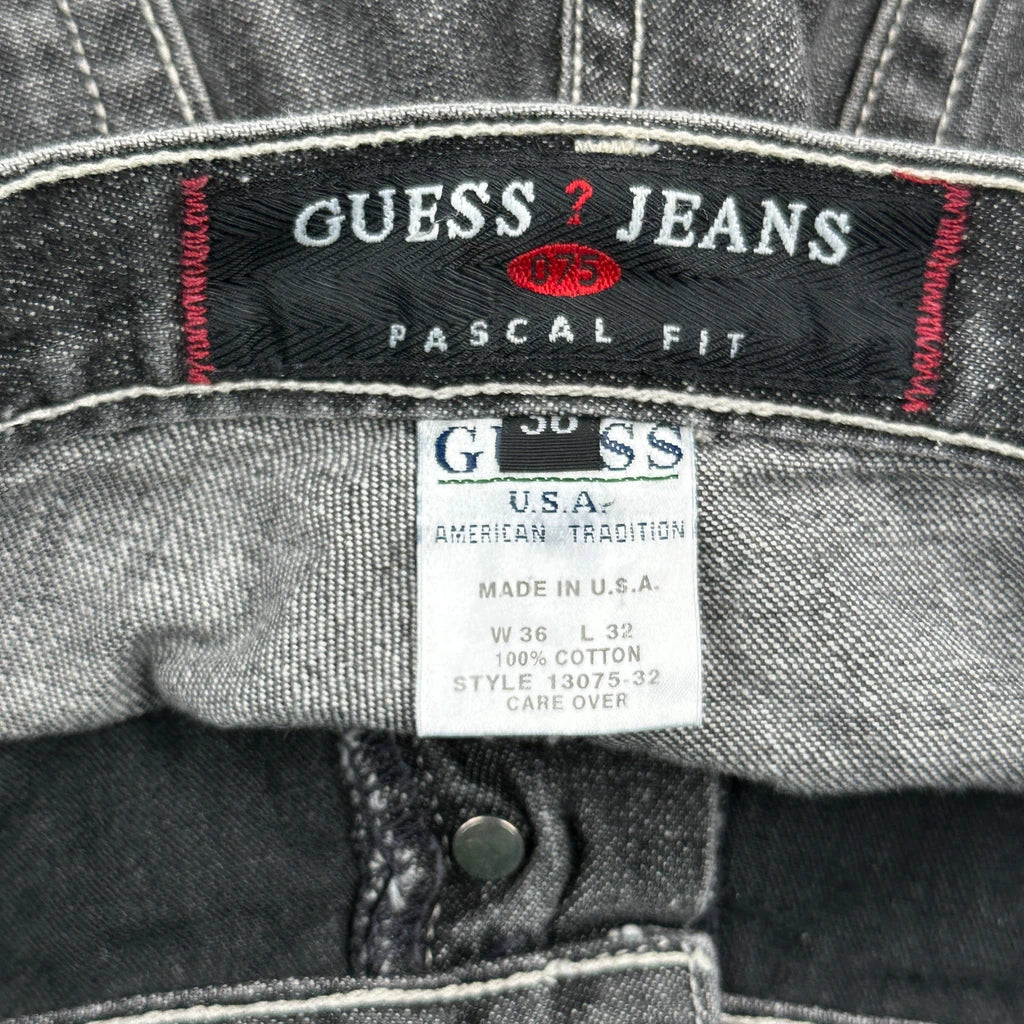 GUESS ? JEANS
075
PASCAL FIT
36
GUESS
U.S.A.
AMERICAN TRADITION
MADE IN U.S.A.
W 36 L 32
100% COTTON
STYLE 13075-32
CARE OVER